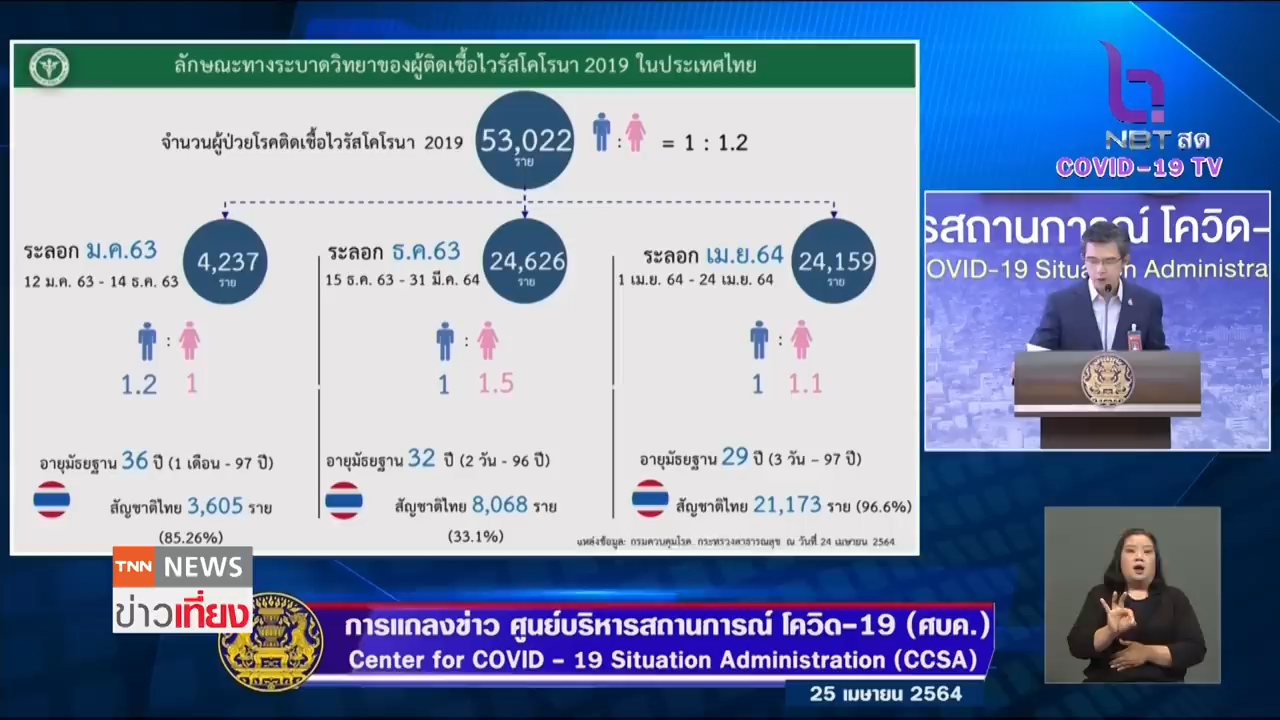 ลักษณะทางระบาดวิทยาของผู้ติดเชื้อไวรัสโคโรนา 2019 ในประเทศไทย
จำนวนผู้ป่วยโรคติดเชื้อไวรัสโคโรนา 2019
53,022
ราย
: = 1 : 1.2
ระลอก ม.ค.63
12 ม.ค. 63 - 14 ธ.ค. 63
4,237
ราย
:
1.2 1
อายุมัธยฐาน 36 ปี (1 เดือน - 97 ปี)
สัญชาติไทย 3,605 ราย
(85.26%)
ระลอก ธ.ค.63
15 ธ.ค. 63 - 31 มี.ค. 64
24,626
ราย
:
1 1.5
อายุมัธยฐาน 32 ปี (2 วัน - 96 ปี)
สัญชาติไทย 8,068 ราย
(33.1%)
ระลอก เม.ย.64
1 เม.ย. 64 - 24 เม.ย. 64
24,159
ราย
:
1 1.1
อายุมัธยฐาน 29 ปี (3 วัน – 97 ปี)
สัญชาติไทย 21,173 ราย (96.6%)
แหล่งข้อมูล: กรมควบคุมโรค กระทรวงสาธารณสุข ณ วันที่ 24 เมษายน 2564
NBT สด
COVID-19 TV
รสถานการณ์ โควิด-
OVID-19 Situation Administra
TNN NEWS
ข่าวเที่ยง
การแถลงข่าว ศูนย์บริหารสถานการณ์ โควิด-19 (ศบค.)
Center for COVID - 19 Situation Administration (CCSA)
25 เมษายน 2564